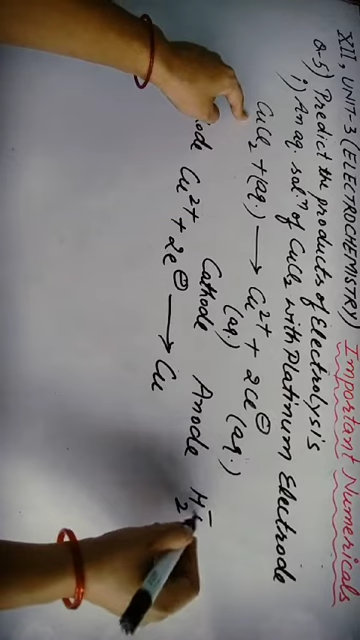 XII, UNIT-3 (ELECTROCHEMISTRY) Important Numericals
Q-5) Predict the products of Electrolysis
i) An aq. solⁿ of CuCl₂ with Platinum Electrode
CuCl₂ + (aq.) → Cu²⁺ + 2Cl⊖ (aq.)
(aq.)
Cathode Anode
Cu²⁺ + 2e⊖ → Cu